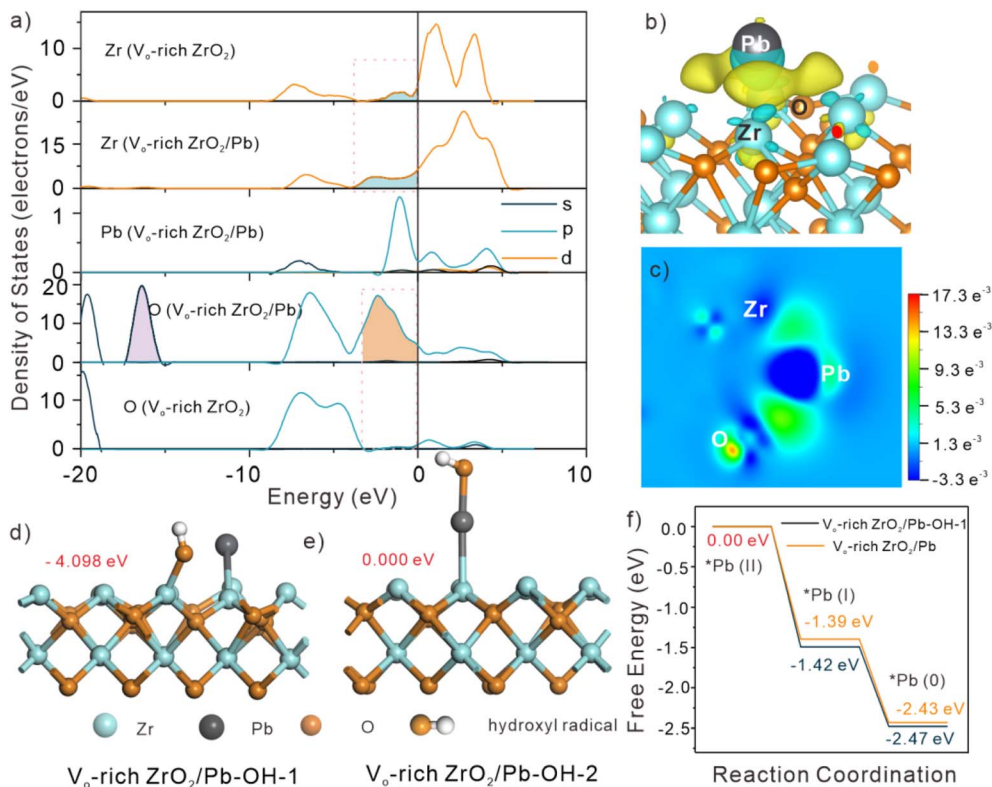 a)
Density of States (electrons/eV)
Zr (Vₒ-rich ZrO₂)
10
0
Zr (Vₒ-rich ZrO₂/Pb)
15
0
Pb (Vₒ-rich ZrO₂/Pb)
1
0
s
p
d
O (Vₒ-rich ZrO₂/Pb)
20
10
0
O (Vₒ-rich ZrO₂)
10
0
-20
-10
0
10
Energy (eV)
b)
Pb
O
Zr
c)
Zr
Pb
O
17.3 e⁻³
13.3 e⁻³
9.3 e⁻³
5.3 e⁻³
1.3 e⁻³
-3.3 e⁻³
d)
- 4.098 eV
e)
0.000 eV
Zr
Pb
O
hydroxyl radical
Vₒ-rich ZrO₂/Pb-OH-1
Vₒ-rich ZrO₂/Pb-OH-2
f)
Free Energy (eV)
0.0
-0.5
-1.0
-1.5
-2.0
-2.5
Vₒ-rich ZrO₂/Pb-OH-1
Vₒ-rich ZrO₂/Pb
0.00 eV
*Pb (II)
*Pb (I)
-1.39 eV
-1.42 eV
*Pb (0)
-2.43 eV
-2.47 eV
Reaction Coordination